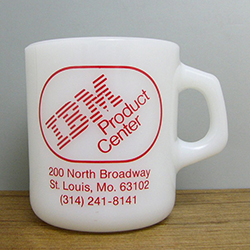 IBM
Product
Center
200 North Broadway
St. Louis, Mo. 63102
(314) 241-8141